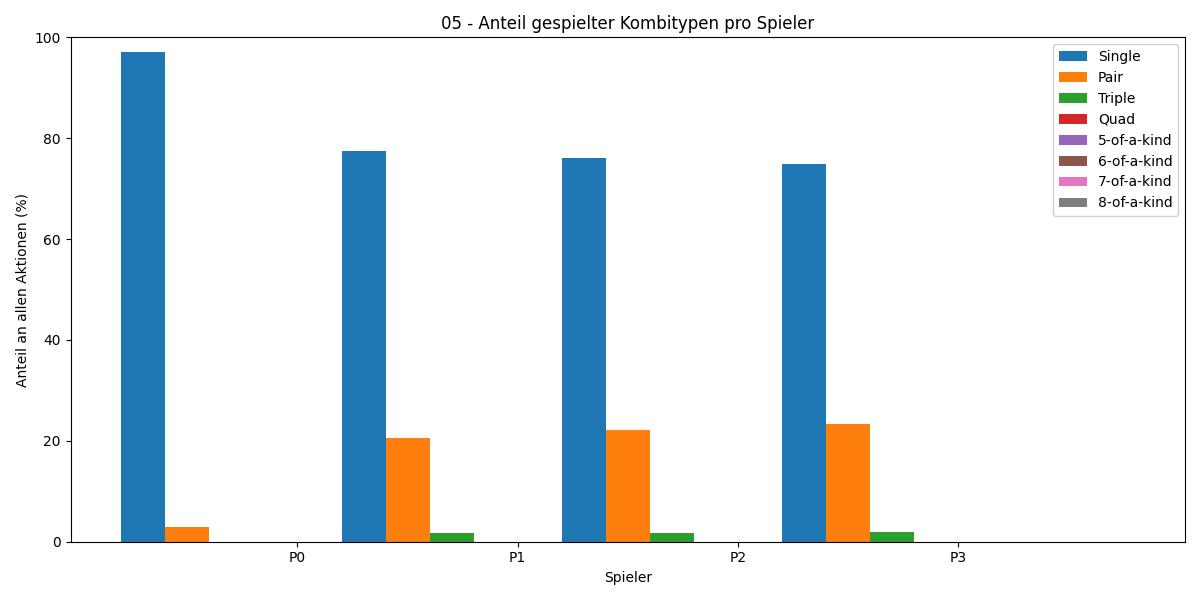 05 - Anteil gespielter Kombitypen pro Spieler
Anteil an allen Aktionen (%)
100
80
60
40
20
0
P0
P1
P2
P3
Spieler
Single
Pair
Triple
Quad
5-of-a-kind
6-of-a-kind
7-of-a-kind
8-of-a-kind